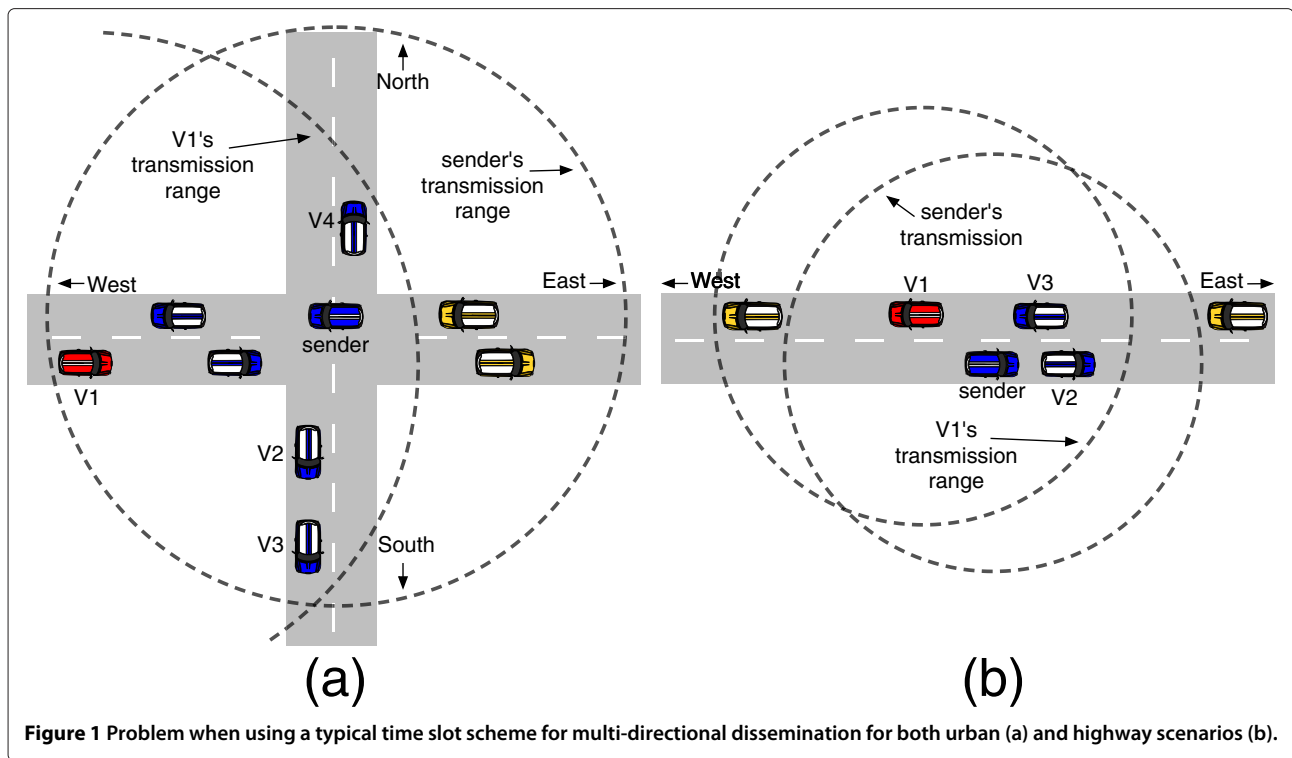 North
V1's
transmission
range
sender's
transmission
range
V4
West
East
sender
V1
V2
V3
South
(a)
sender's
transmission
West
East
V1
V3
sender
V2
V1's
transmission
range
(b)
Figure 1 Problem when using a typical time slot scheme for multi-directional dissemination for both urban (a) and highway scenarios (b).